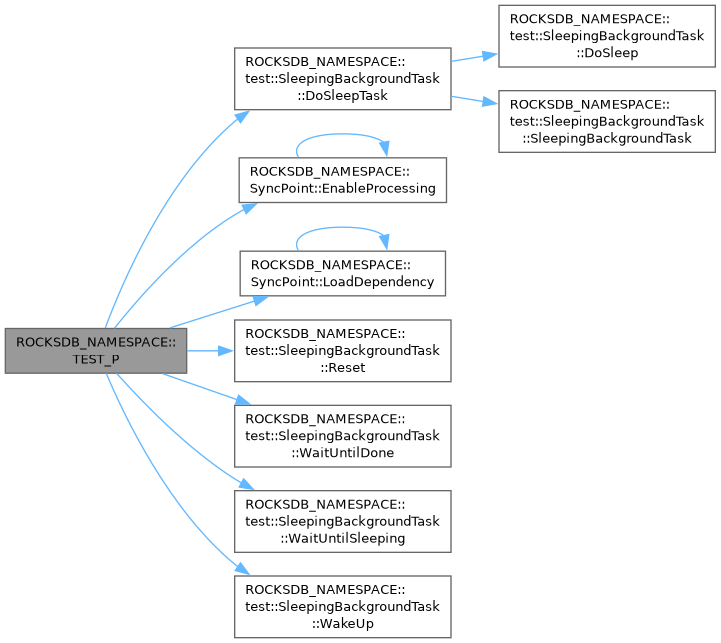 ROCKSDB_NAMESPACE::
test::SleepingBackgroundTask
::DoSleep
ROCKSDB_NAMESPACE::
test::SleepingBackgroundTask
::DoSleepTask
ROCKSDB_NAMESPACE::
test::SleepingBackgroundTask
::SleepingBackgroundTask
ROCKSDB_NAMESPACE::
SyncPoint::EnableProcessing
ROCKSDB_NAMESPACE::
SyncPoint::LoadDependency
ROCKSDB_NAMESPACE::
TEST_P
ROCKSDB_NAMESPACE::
test::SleepingBackgroundTask
::Reset
ROCKSDB_NAMESPACE::
test::SleepingBackgroundTask
::WaitUntilDone
ROCKSDB_NAMESPACE::
test::SleepingBackgroundTask
::WaitUntilSleeping
ROCKSDB_NAMESPACE::
test::SleepingBackgroundTask
::WakeUp